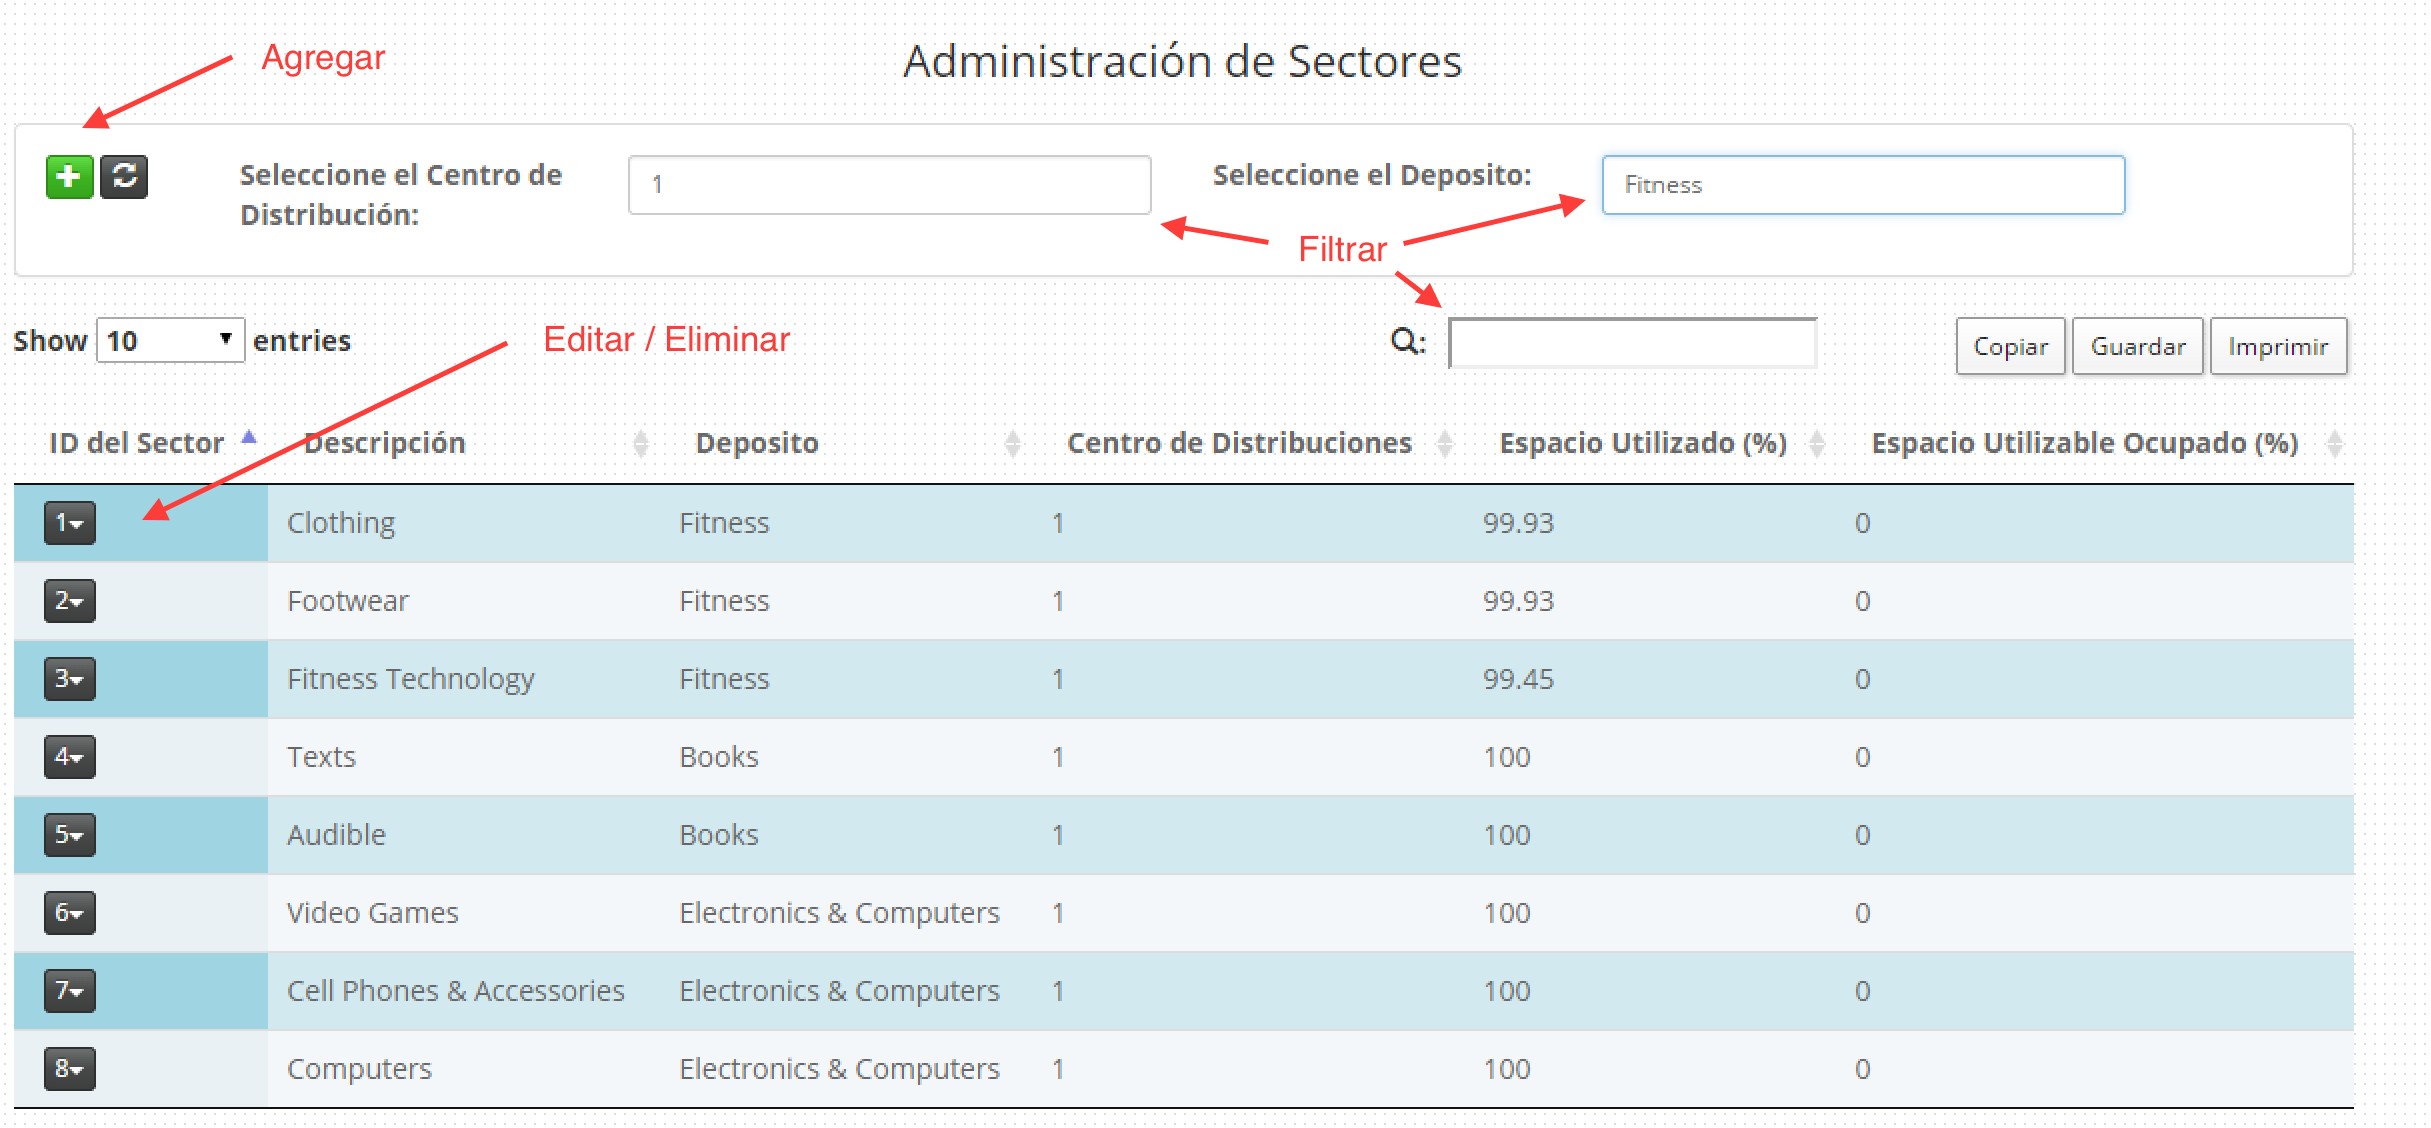 Agregar
Administración de Sectores
Seleccione el Centro de
Distribución:
1
Seleccione el Deposito:
Fitness
Filtrar
Show 10 entries
Editar / Eliminar
:
Copiar Guardar Imprimir
ID del Sector Descripción Deposito Centro de Distribuciones Espacio Utilizado (%) Espacio Utilizable Ocupado (%)
1 Clothing Fitness 1 99.93 0
2 Footwear Fitness 1 99.93 0
3 Fitness Technology Fitness 1 99.45 0
4 Texts Books 1 100 0
5 Audible Books 1 100 0
6 Video Games Electronics & Computers 1 100 0
7 Cell Phones & Accessories Electronics & Computers 1 100 0
8 Computers Electronics & Computers 1 100 0